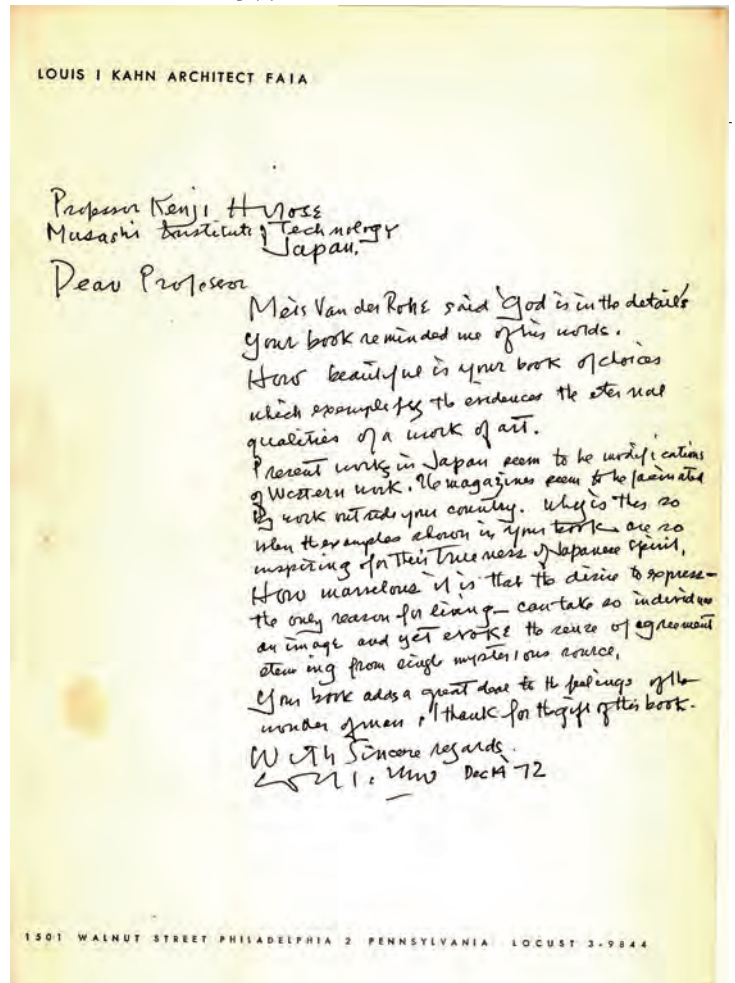 LOUIS I KAHN ARCHITECT FAIA
Professor Kenji Hirose
Musashi Institute of Technology
Japan.
Dear Professor
Meis Van der Rohe said 'God is in the details
Your book reminded me of his words.
How beautiful is your book of choices
which exemplifys the evidences the eternal
qualities of a work of art.
Present works in Japan seem to be modifications
of Western work. The magazines seem to be fascinated
by work outside your country. Why is this so
when the examples shown in your book are so
inspiring for their trueness of Japanese spirit.
How marvelous it is that the desire to express –
the only reason for living – can take so individual
an image and yet evoke the sense of agreement
steming from single mysterious source.
Your book adds a great deal to the feelings of the
wonder of man. I thank for the gift of this book.
With Sincere regards.
Dec 14 '72
1501 WALNUT STREET PHILADELPHIA 2 PENNSYLVANIA LOCUST 3-9844